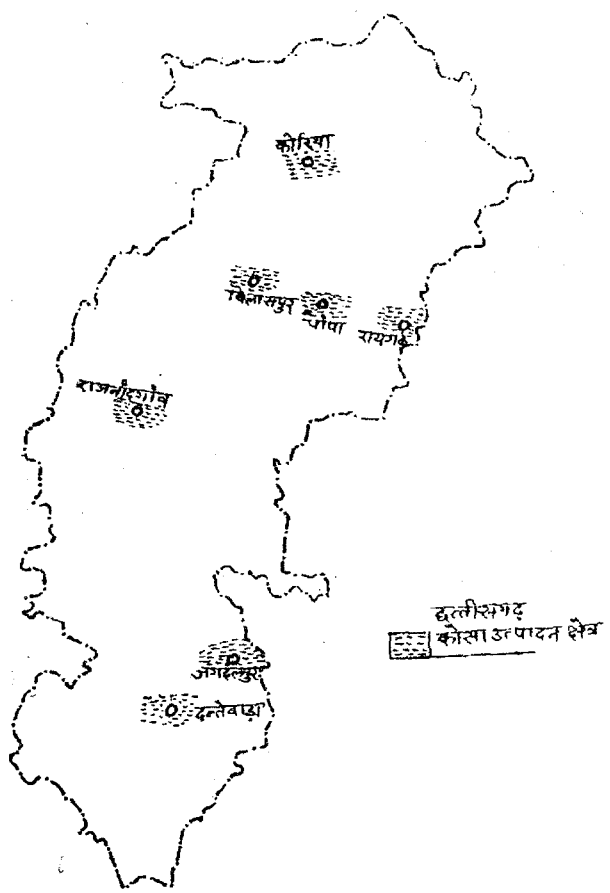 कोरिया
बिलासपुर
चांपा
रायगढ़
राजनांदगांव
जगदलपुर
दन्तेवाड़ा
छत्तीसगढ़
कोसा उत्पादन क्षेत्र